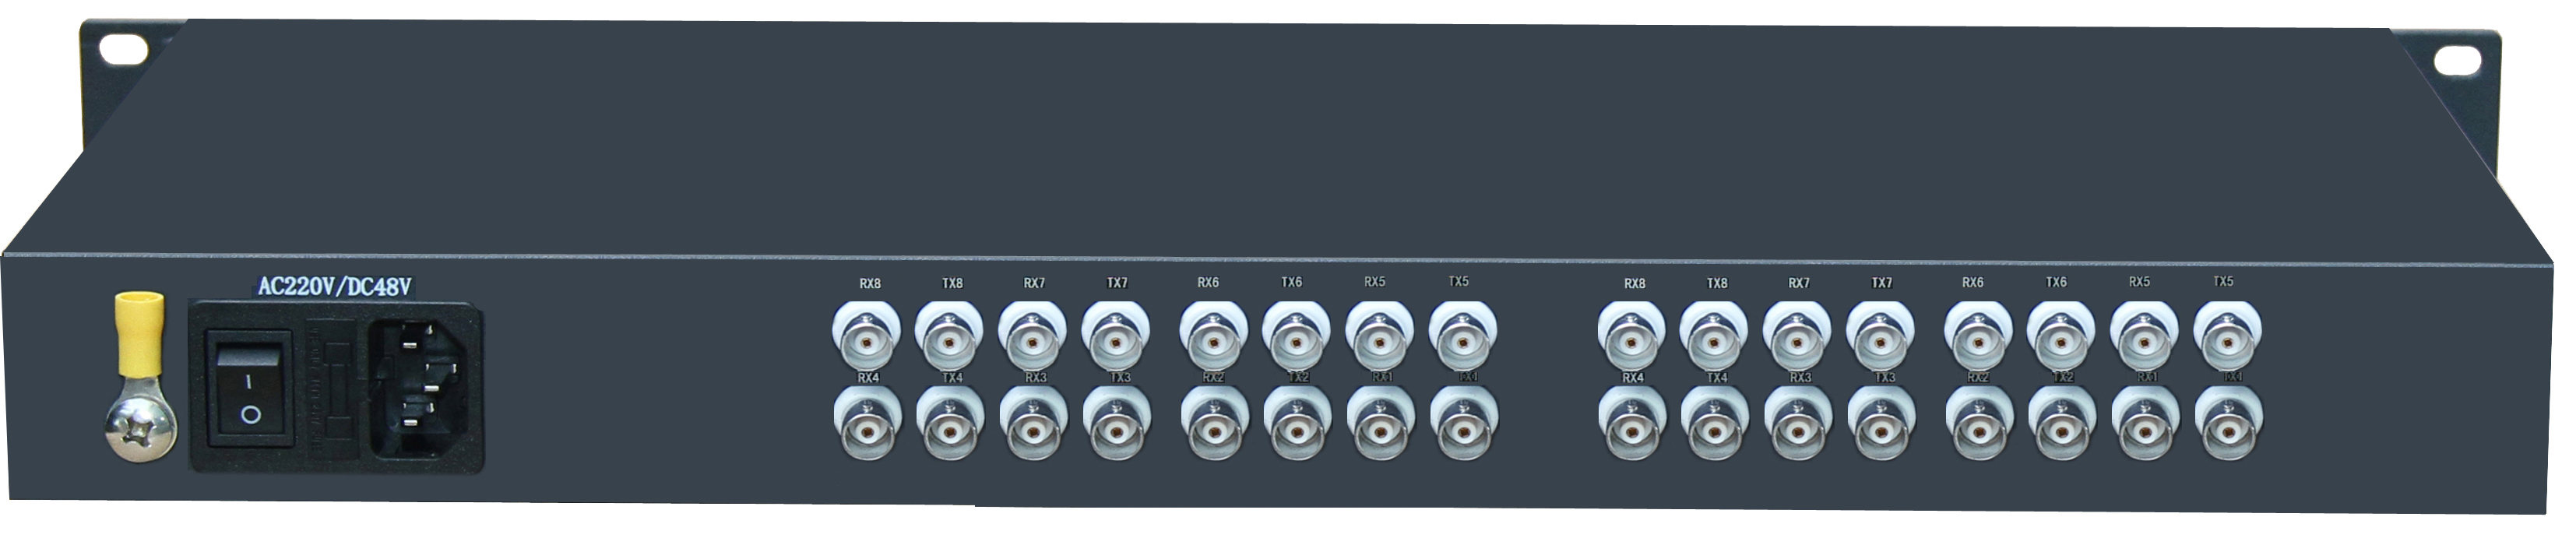 AC220V/DC48V
RX8 TX8 RX7 TX7 RX6 TX6 RX5 TX5 RX8 TX8 RX7 TX7 RX6 TX6 RX5 TX5
RX4 TX4 RX3 TX3 RX2 TX2 RX1 TX1 RX4 TX4 RX3 TX3 RX2 TX2 RX1 TX1